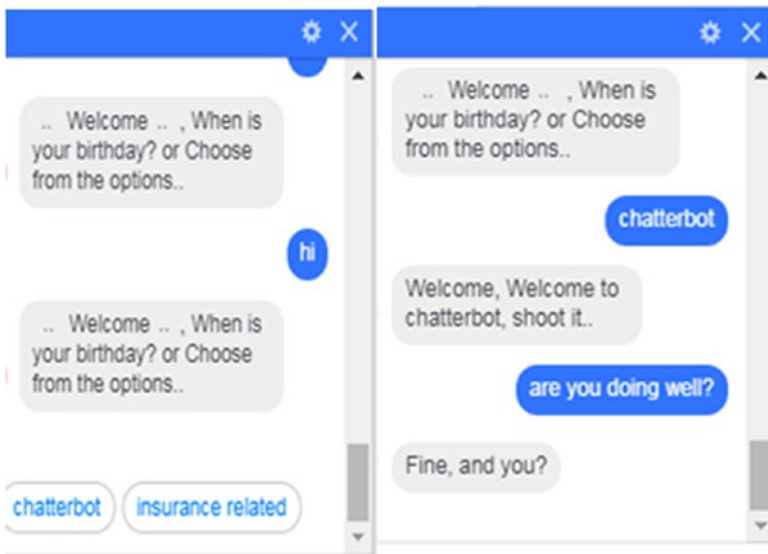 .. Welcome .. , When is
your birthday? or Choose
from the options..
hi
.. Welcome .. , When is
your birthday? or Choose
from the options..
chatterbot
insurance related
.. Welcome .. , When is
your birthday? or Choose
from the options..
chatterbot
Welcome, Welcome to
chatterbot, shoot it..
are you doing well?
Fine, and you?